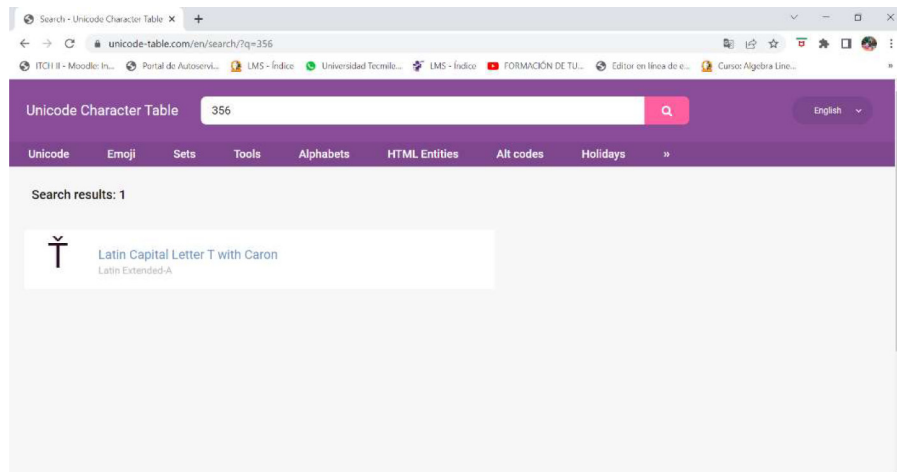 Search - Unicode Character Table
unicode-table.com/en/search/?q=356
ITCH II - Moodle: In... Portal de Autoservi... LMS - Índice Universidad Tecmile... LMS - Índice FORMACIÓN DE TU... Editor en línea de e... Curso: Algebra Line... »
Unicode Character Table 356 English
Unicode Emoji Sets Tools Alphabets HTML Entities Alt codes Holidays »
Search results: 1
Ť
Latin Capital Letter T with Caron
Latin Extended-A